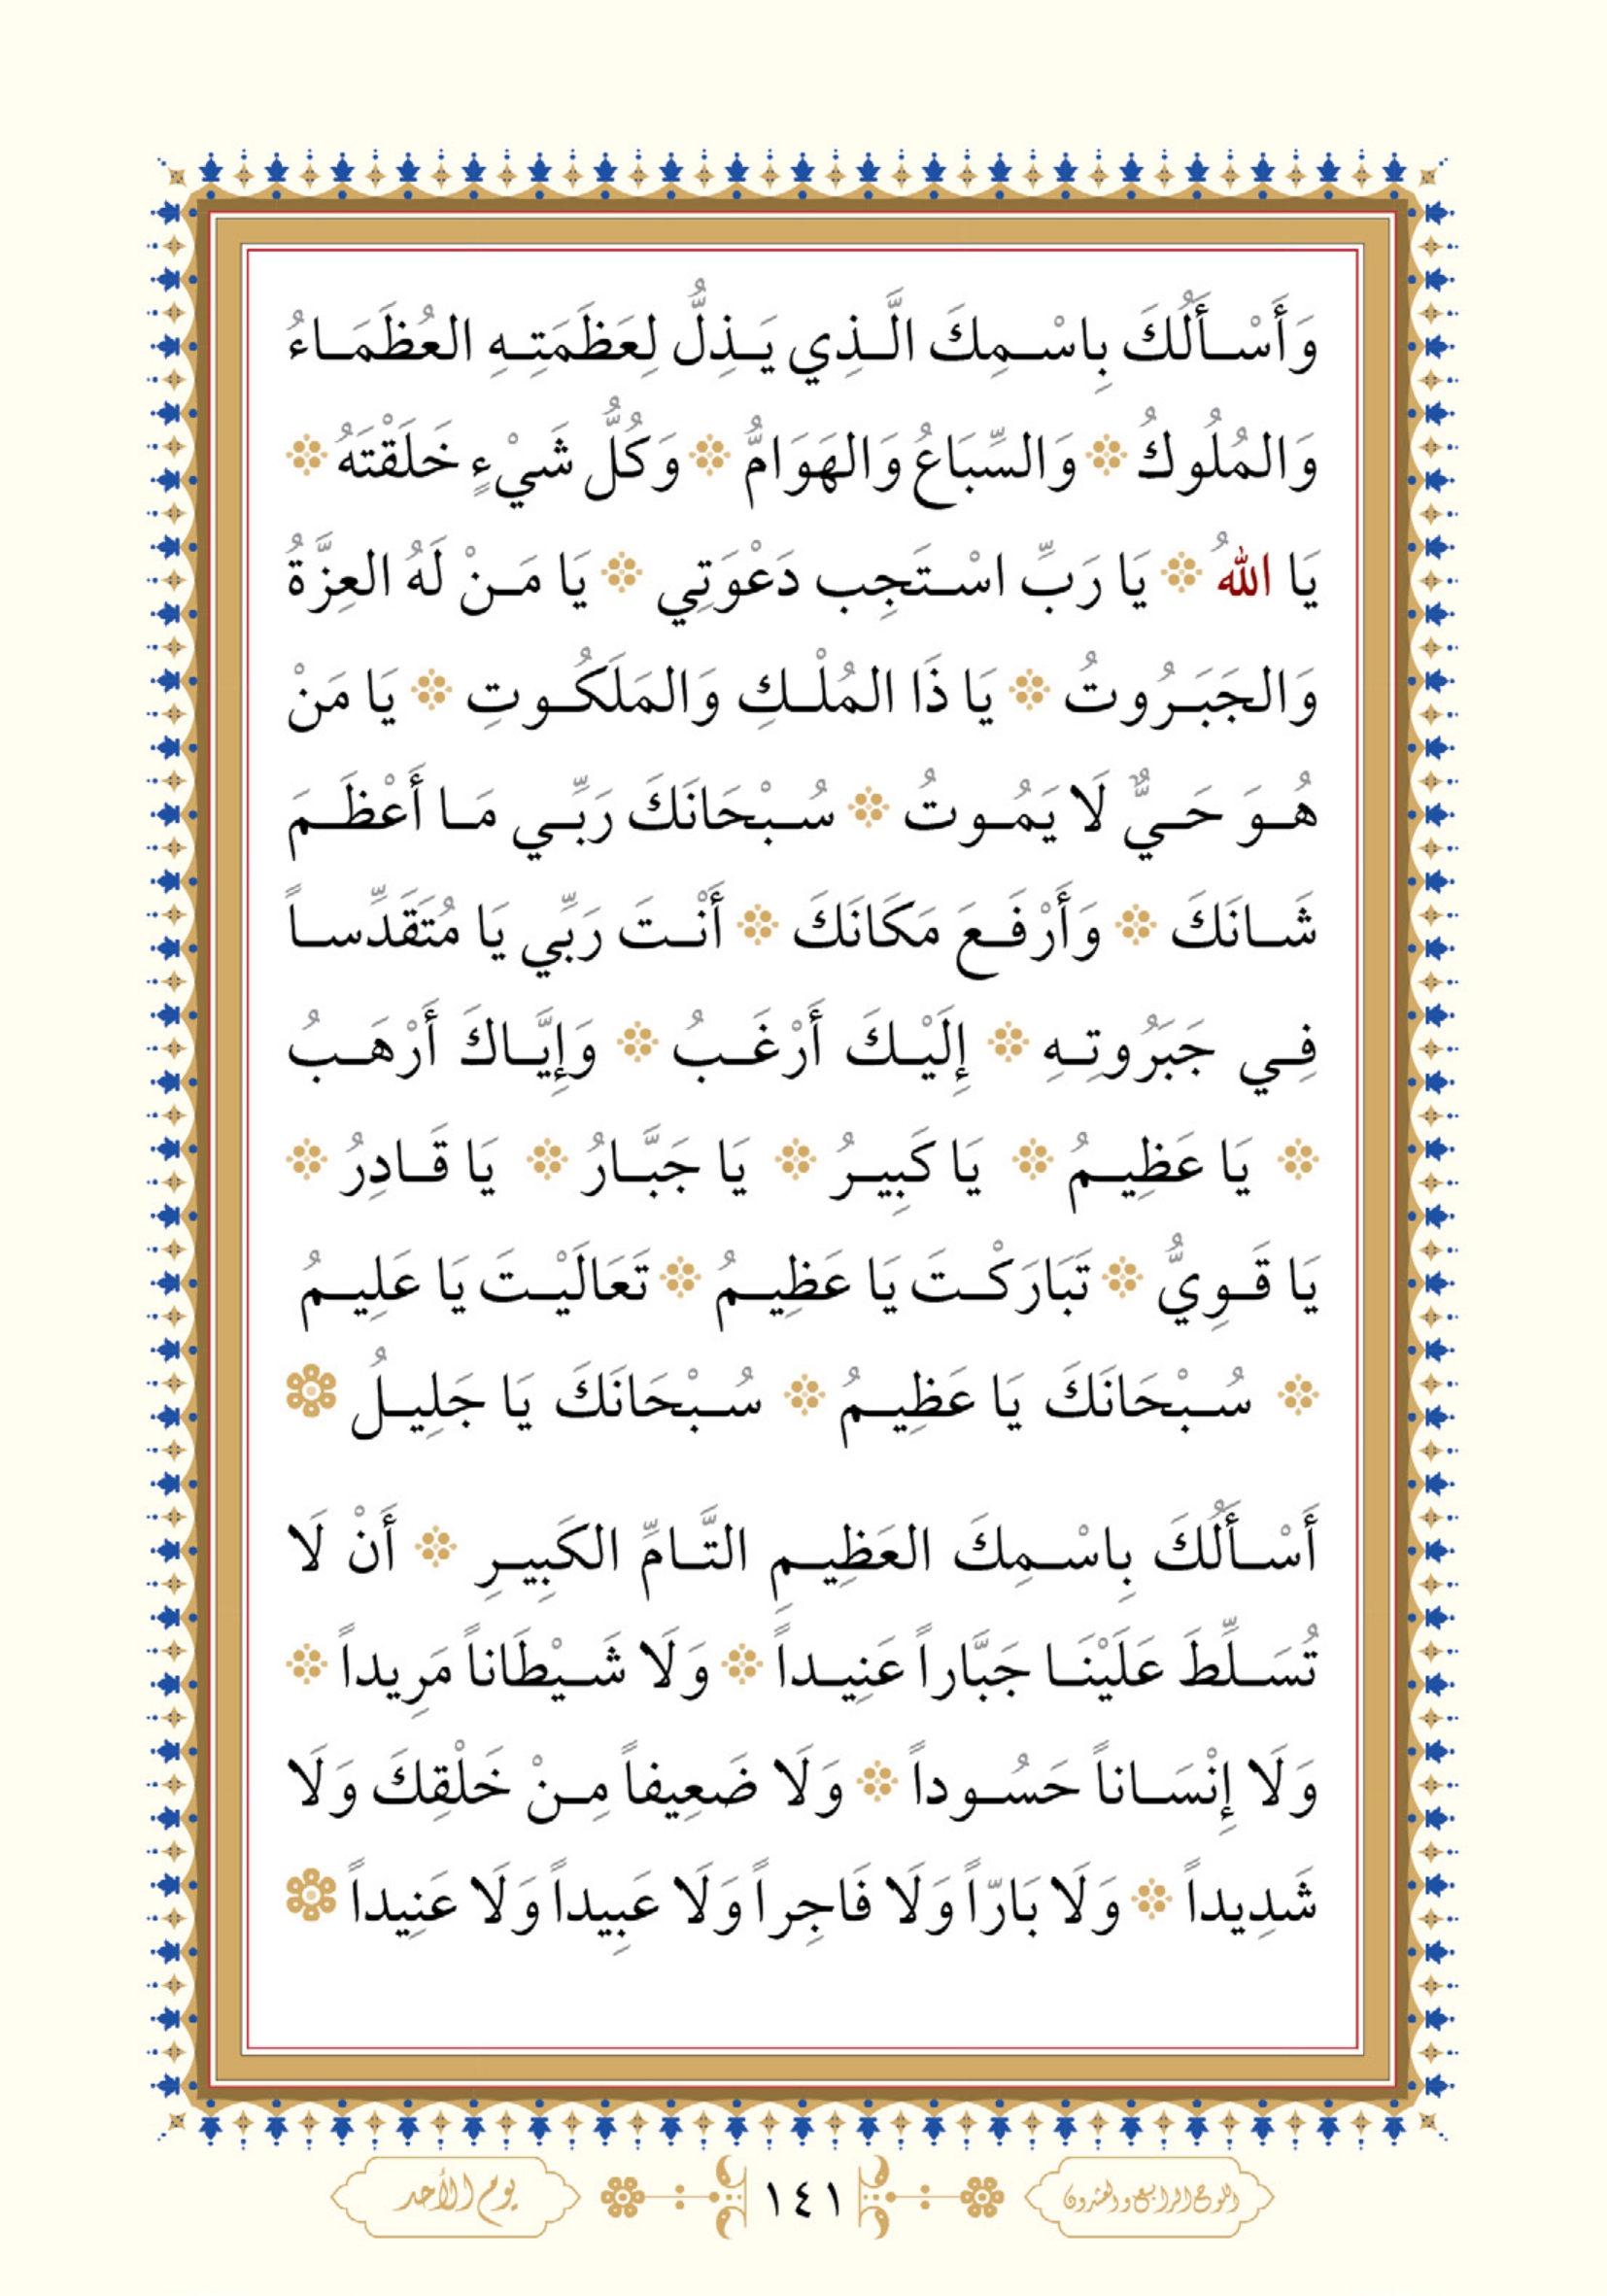 وَأَسْأَلُكَ بِاسْمِكَ الَّذِي يَذِلُّ لِعَظَمَتِهِ العُظَمَاءُ
وَالمُلُوكُ وَالسِّبَاعُ وَالهَوَامُّ وَكُلُّ شَيْءٍ خَلَقْتَهُ
يَا اللهُ يَا رَبِّ اسْتَجِب دَعْوَتِي يَا مَنْ لَهُ العِزَّةُ
وَالجَبَرُوتُ يَا ذَا المُلْكِ وَالمَلَكُوتِ يَا مَنْ
هُوَ حَيٌّ لَا يَمُوتُ سُبْحَانَكَ رَبِّي مَا أَعْظَمَ
شَانَكَ وَأَرْفَعَ مَكَانَكَ أَنْتَ رَبِّي يَا مُتَقَدِّساً
فِي جَبَرُوتِهِ إِلَيْكَ أَرْغَبُ وَإِيَّاكَ أَرْهَبُ
يَا عَظِيمُ يَا كَبِيرُ يَا جَبَّارُ يَا قَادِرُ
يَا قَوِيُّ تَبَارَكْتَ يَا عَظِيمُ تَعَالَيْتَ يَا عَلِيمُ
سُبْحَانَكَ يَا عَظِيمُ سُبْحَانَكَ يَا جَلِيلُ
أَسْأَلُكَ بِاسْمِكَ العَظِيمِ التَّامِّ الكَبِيرِ أَنْ لَا
تُسَلِّطَ عَلَيْنَا جَبَّاراً عَنِيداً وَلَا شَيْطَاناً مَرِيداً
وَلَا إِنْسَاناً حَسُوداً وَلَا ضَعِيفاً مِنْ خَلْقِكَ وَلَا
شَدِيداً وَلَا بَارّاً وَلَا فَاجِراً وَلَا عَبِيداً وَلَا عَنِيداً
اللوح الرابع والعشرون ١٤١ يوم الأحد